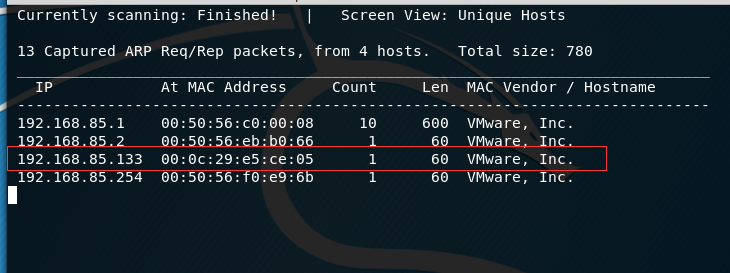 Currently scanning: Finished!   |   Screen View: Unique Hosts
13 Captured ARP Req/Rep packets, from 4 hosts.   Total size: 780
_____________________________________________________________________________
  IP            At MAC Address     Count     Len  MAC Vendor / Hostname
-----------------------------------------------------------------------------
192.168.85.1    00:50:56:c0:00:08     10     600  VMware, Inc.
192.168.85.2    00:50:56:eb:b0:66      1      60  VMware, Inc.
192.168.85.133  00:0c:29:e5:ce:05      1      60  VMware, Inc.
192.168.85.254  00:50:56:f0:e9:6b      1      60  VMware, Inc.